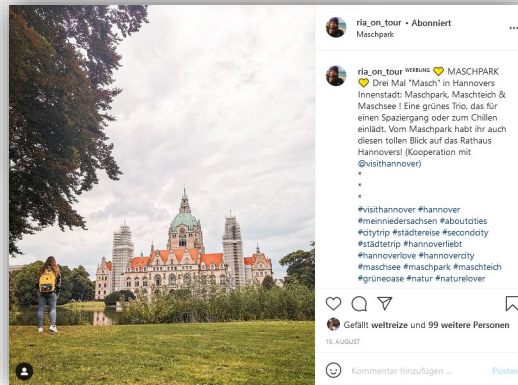 ria_on_tour • Abonniert
Maschpark
ria_on_tour WERBUNG 💛 MASCHPARK
💛 Drei Mal "Masch" in Hannovers
Innenstadt: Maschpark, Maschteich &
Maschsee ! Eine grünes Trio, das für
einen Spaziergang oder zum Chillen
einlädt. Vom Maschpark habt ihr auch
diesen tollen Blick auf das Rathaus
Hannovers! (Kooperation mit
@visithannover)
*
*
*
#visithannover #hannover
#meinniedersachsen #aboutcities
#citytrip #städtereise #secondcity
#städtetrip #hannoverliebt
#hannoverlove #hannovercity
#maschsee #maschpark #maschteich
#grüneoase #natur #naturelover
Gefällt weltreize und 99 weitere Personen
15. AUGUST
Kommentar hinzufügen ...
Posten